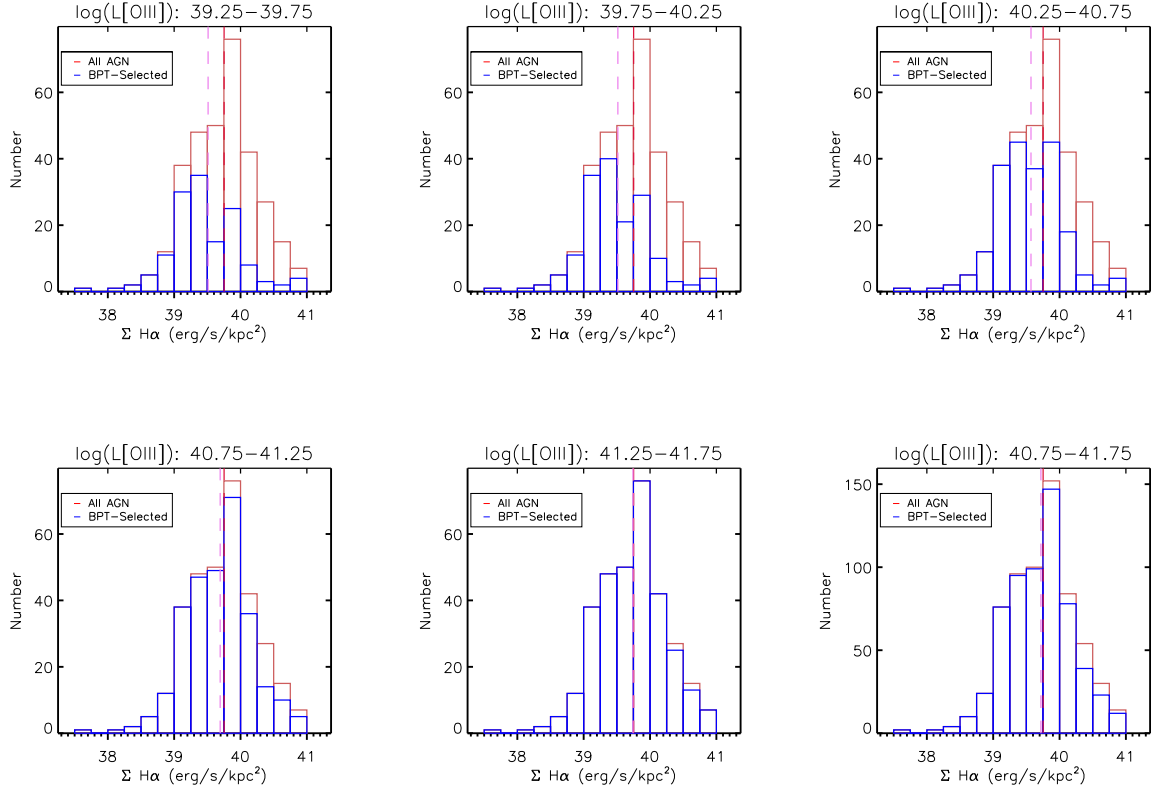 log(L[OIII]): 39.25−39.75
Number
60
40
20
0
All AGN
BPT−Selected
38 39 40 41
Σ Hα (erg/s/kpc²)
log(L[OIII]): 39.75−40.25
Number
60
40
20
0
All AGN
BPT−Selected
38 39 40 41
Σ Hα (erg/s/kpc²)
log(L[OIII]): 40.25−40.75
Number
60
40
20
0
All AGN
BPT−Selected
38 39 40 41
Σ Hα (erg/s/kpc²)
log(L[OIII]): 40.75−41.25
Number
60
40
20
0
All AGN
BPT−Selected
38 39 40 41
Σ Hα (erg/s/kpc²)
log(L[OIII]): 41.25−41.75
Number
60
40
20
0
All AGN
BPT−Selected
38 39 40 41
Σ Hα (erg/s/kpc²)
log(L[OIII]): 40.75−41.75
Number
150
100
50
0
All AGN
BPT−Selected
38 39 40 41
Σ Hα (erg/s/kpc²)